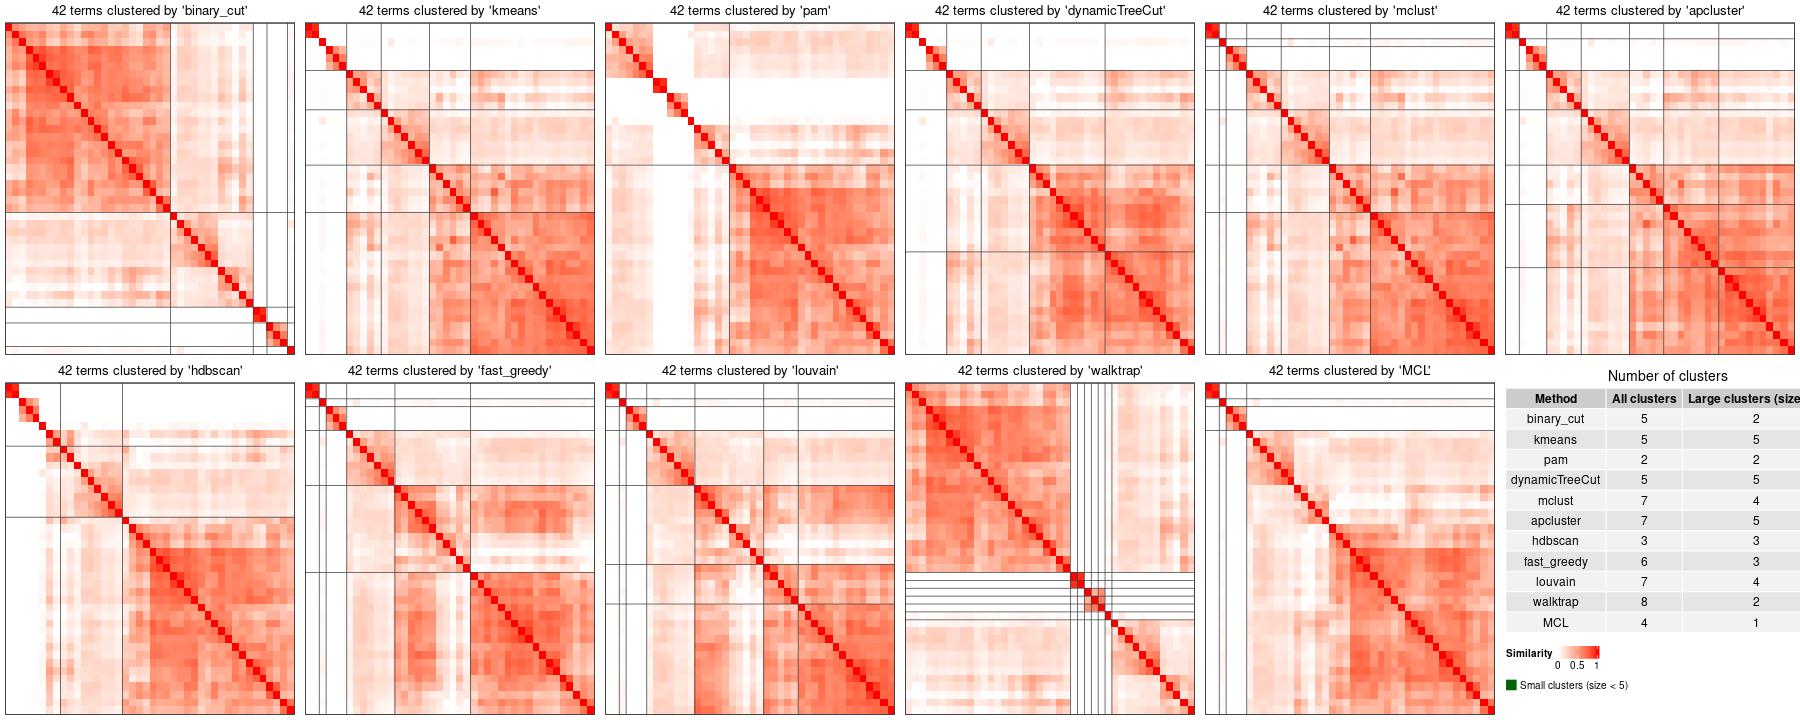 42 terms clustered by 'binary_cut'
42 terms clustered by 'kmeans'
42 terms clustered by 'pam'
42 terms clustered by 'dynamicTreeCut'
42 terms clustered by 'mclust'
42 terms clustered by 'apcluster'
42 terms clustered by 'hdbscan'
42 terms clustered by 'fast_greedy'
42 terms clustered by 'louvain'
42 terms clustered by 'walktrap'
42 terms clustered by 'MCL'
Number of clusters
Method All clusters Large clusters (size
binary_cut 5 2
kmeans 5 5
pam 2 2
dynamicTreeCut 5 5
mclust 7 4
apcluster 7 5
hdbscan 3 3
fast_greedy 6 3
louvain 7 4
walktrap 8 2
MCL 4 1
Similarity
0 0.5 1
Small clusters (size < 5)